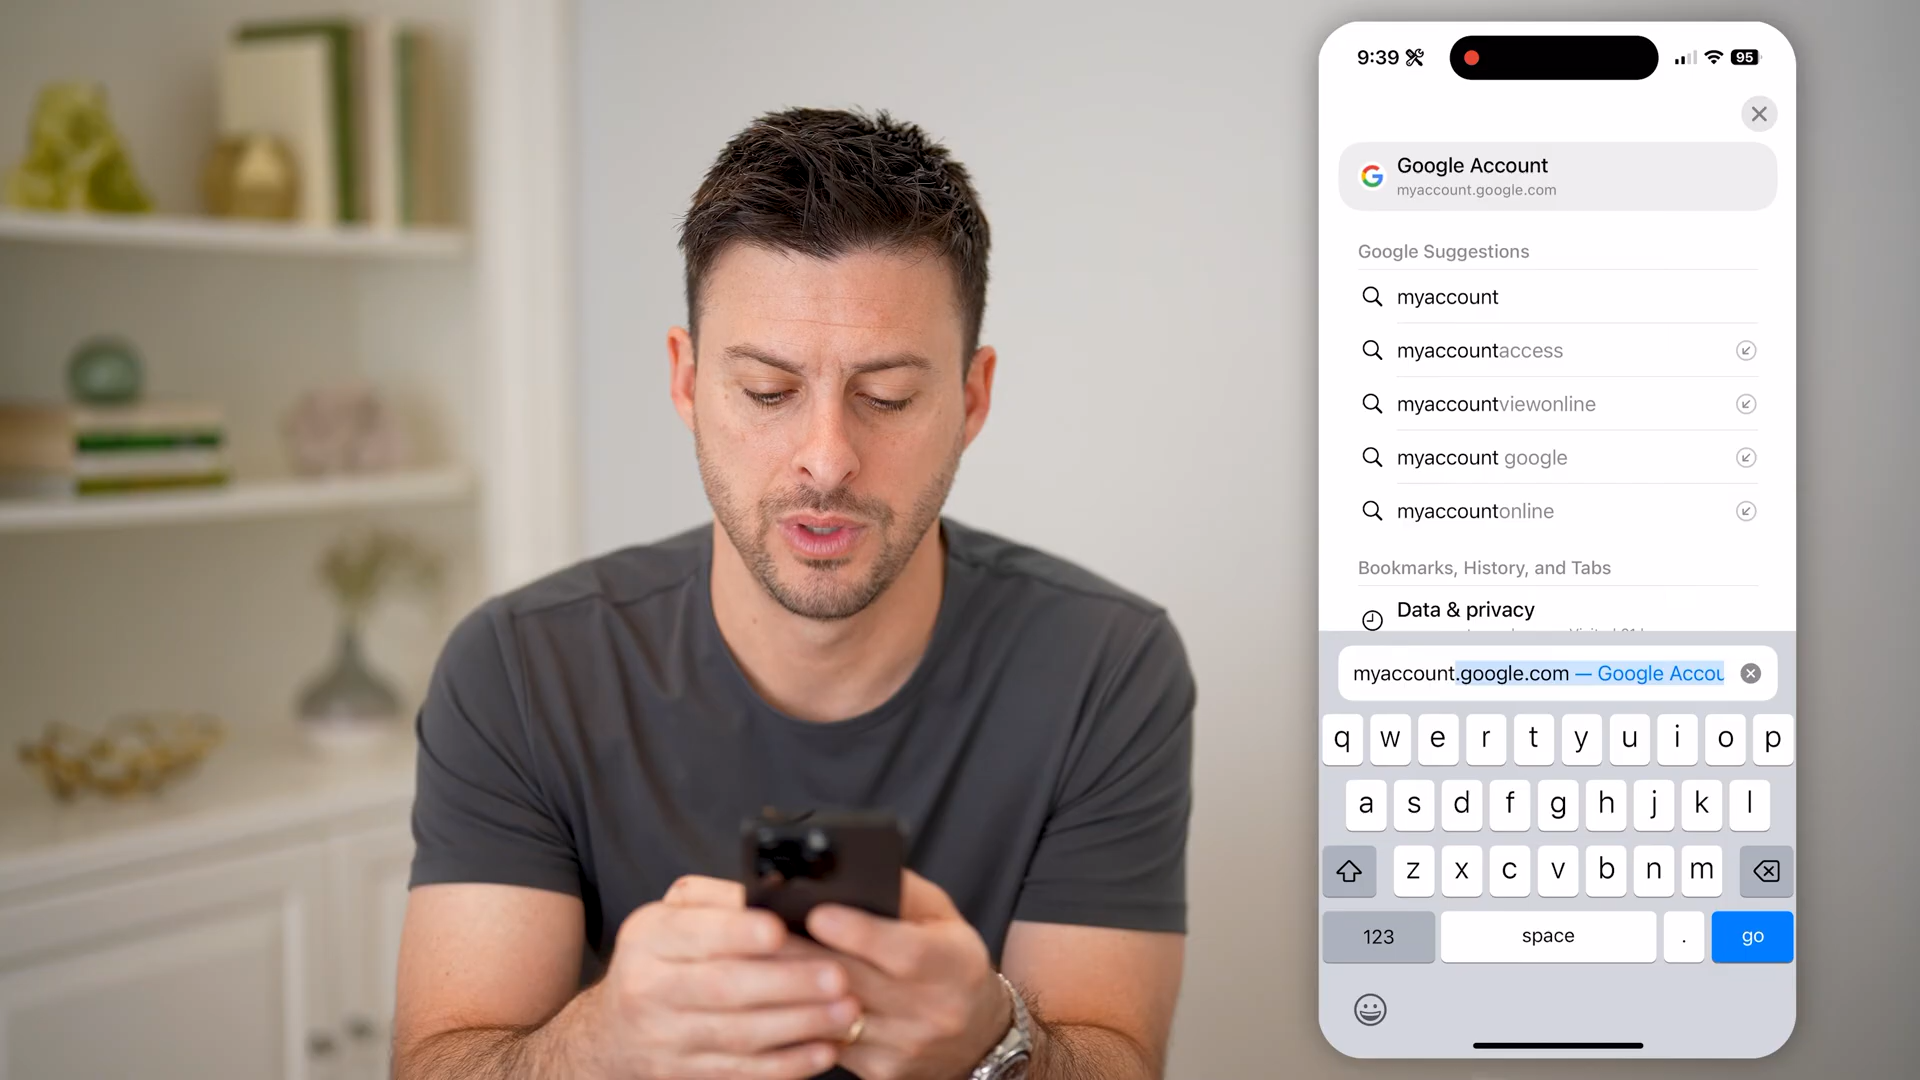 9:39
95
Google Account
myaccount.google.com
Google Suggestions
myaccount
myaccountaccess
myaccountviewonline
myaccount google
myaccountonline
Bookmarks, History, and Tabs
Data & privacy
myaccount.google.com — Google Accou
q w e r t y u i o p
a s d f g h j k l
z x c v b n m
123 space . go